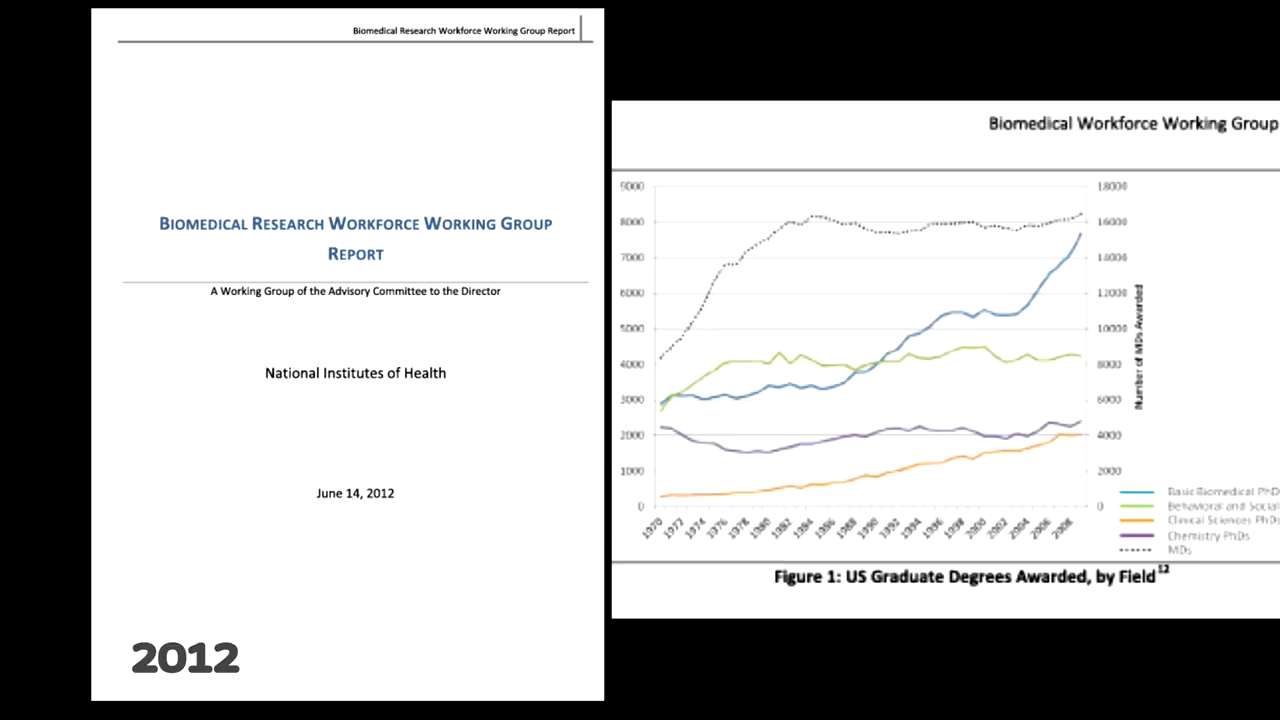 Biomedical Research Workforce Working Group Report
BIOMEDICAL RESEARCH WORKFORCE WORKING GROUP
REPORT
A Working Group of the Advisory Committee to the Director
National Institutes of Health
June 14, 2012
2012
Biomedical Workforce Working Group
9000 18000
8000 16000
7000 14000
6000 12000
5000 10000
4000 8000
3000 6000
2000 4000
1000 2000
0 0
Number of MDs Awarded
1970 1972 1974 1976 1978 1980 1982 1984 1986 1988 1990 1992 1994 1996 1998 2000 2002 2004 2006 2008
Basic Biomedical PhD
Behavioral and Social
Clinical Sciences PhDs
Chemistry PhDs
MDs
Figure 1: US Graduate Degrees Awarded, by Field 12